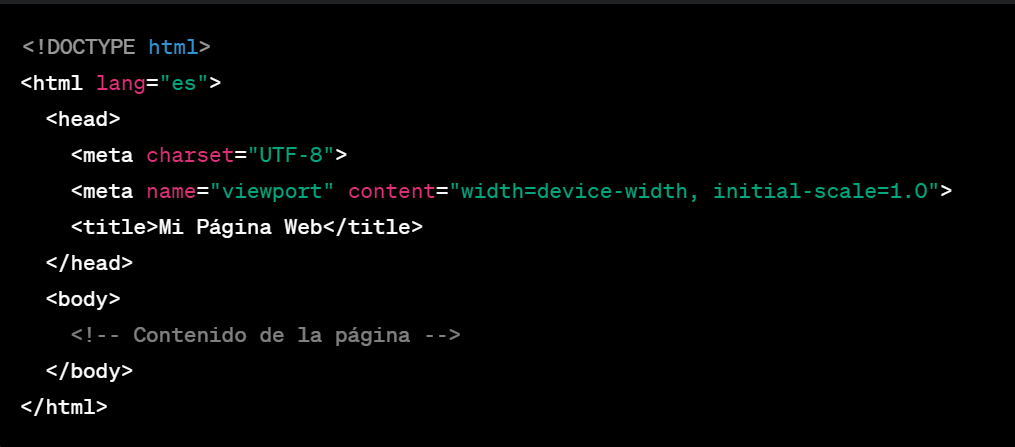 <!DOCTYPE html>
<html lang="es">
  <head>
    <meta charset="UTF-8">
    <meta name="viewport" content="width=device-width, initial-scale=1.0">
    <title>Mi Página Web</title>
  </head>
  <body>
    <!-- Contenido de la página -->
  </body>
</html>